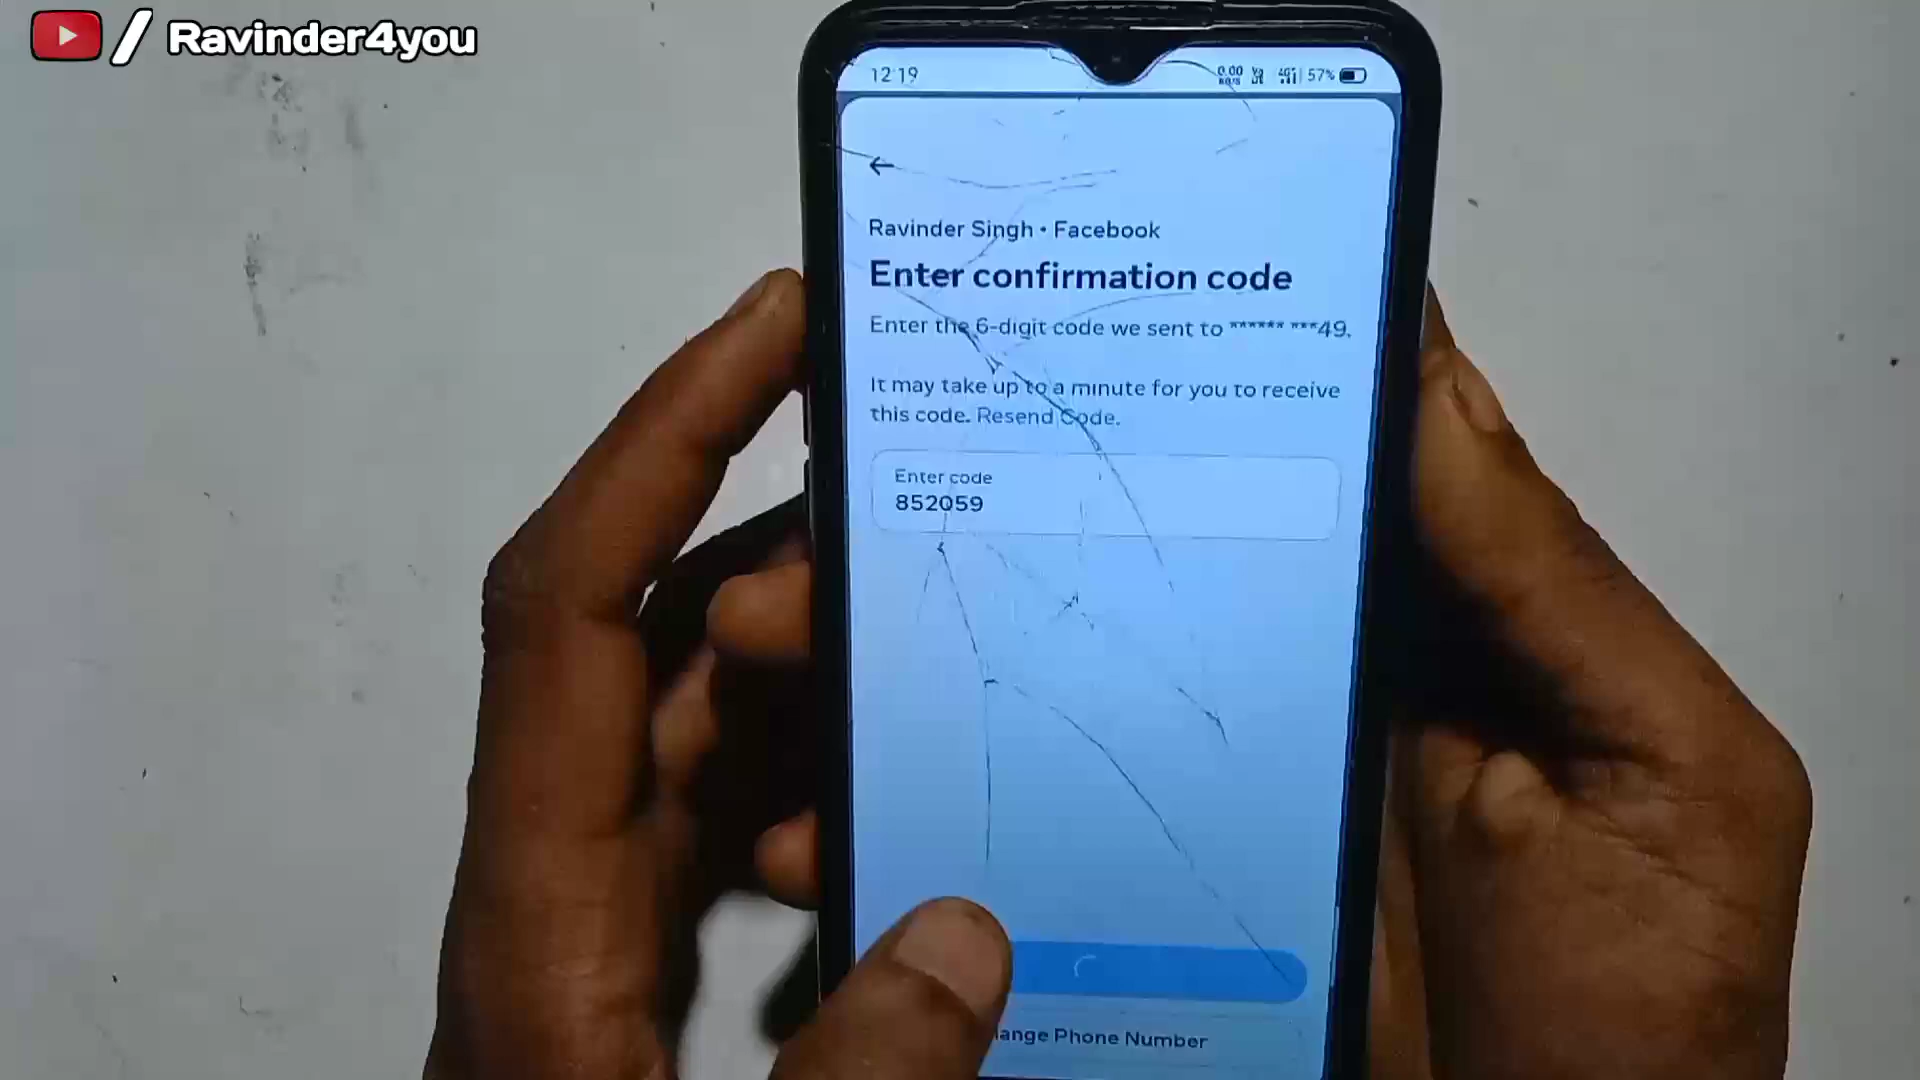 Ravinder4you
12:19
0.00 57%
←
Ravinder Singh • Facebook
Enter confirmation code
Enter the 6-digit code we sent to ****** ***49.
It may take up to a minute for you to receive
this code. Resend Code.
Enter code
852059
ange Phone Number